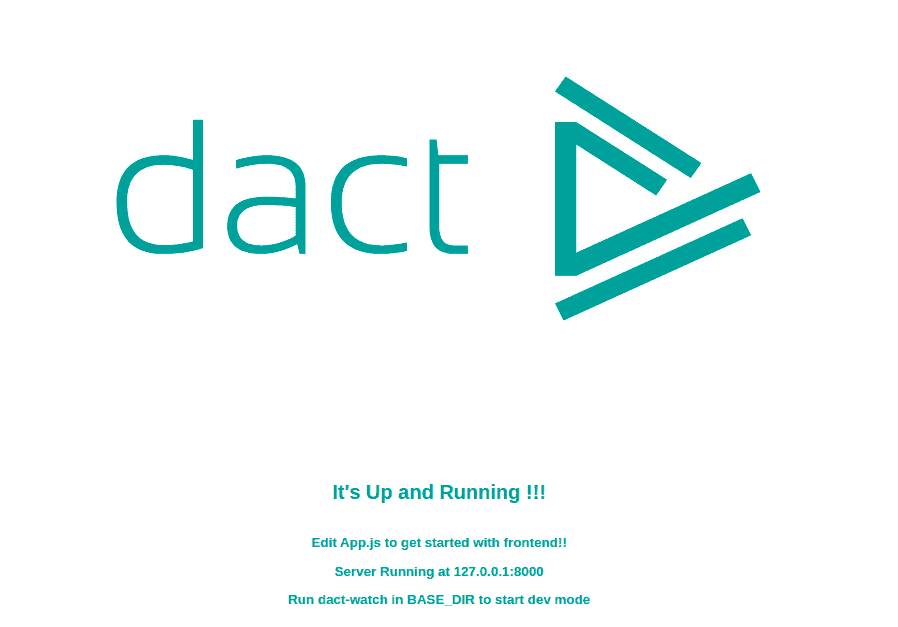 dact
It's Up and Running !!!
Edit App.js to get started with frontend!!
Server Running at 127.0.0.1:8000
Run dact-watch in BASE_DIR to start dev mode